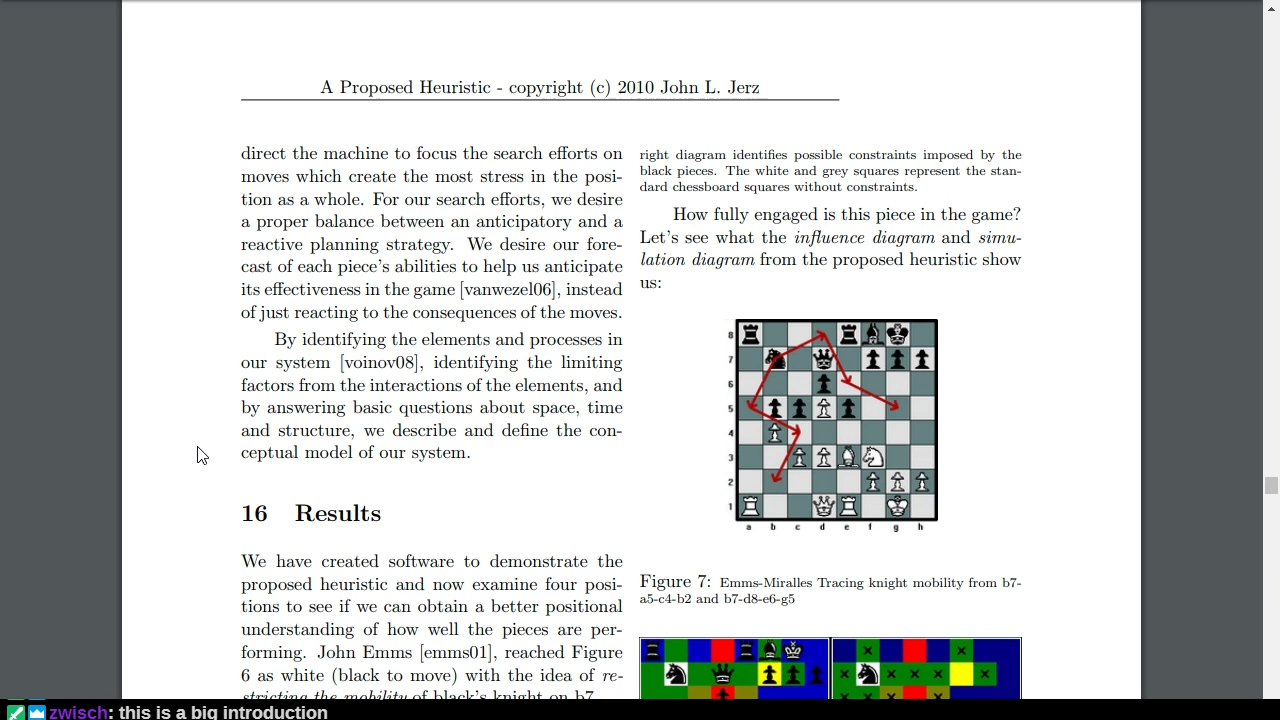 A Proposed Heuristic - copyright (c) 2010 John L. Jerz
direct the machine to focus the search efforts on
moves which create the most stress in the posi-
tion as a whole. For our search efforts, we desire
a proper balance between an anticipatory and a
reactive planning strategy. We desire our fore-
cast of each piece's abilities to help us anticipate
its effectiveness in the game [vanwezel06], instead
of just reacting to the consequences of the moves.
By identifying the elements and processes in
our system [voinov08], identifying the limiting
factors from the interactions of the elements, and
by answering basic questions about space, time
and structure, we describe and define the con-
ceptual model of our system.
16 Results
We have created software to demonstrate the
proposed heuristic and now examine four posi-
tions to see if we can obtain a better positional
understanding of how well the pieces are per-
forming. John Emms [emms01], reached Figure
6 as white (black to move) with the idea of re-
stricting the mobility of black's knight on b7
right diagram identifies possible constraints imposed by the
black pieces. The white and grey squares represent the stan-
dard chessboard squares without constraints.
How fully engaged is this piece in the game?
Let's see what the influence diagram and simu-
lation diagram from the proposed heuristic show
us:
8
7
6
5
4
3
2
1
a b c d e f g h
Figure 7: Emms-Miralles Tracing knight mobility from b7-
a5-c4-b2 and b7-d8-e6-g5
zwisch: this is a big introduction